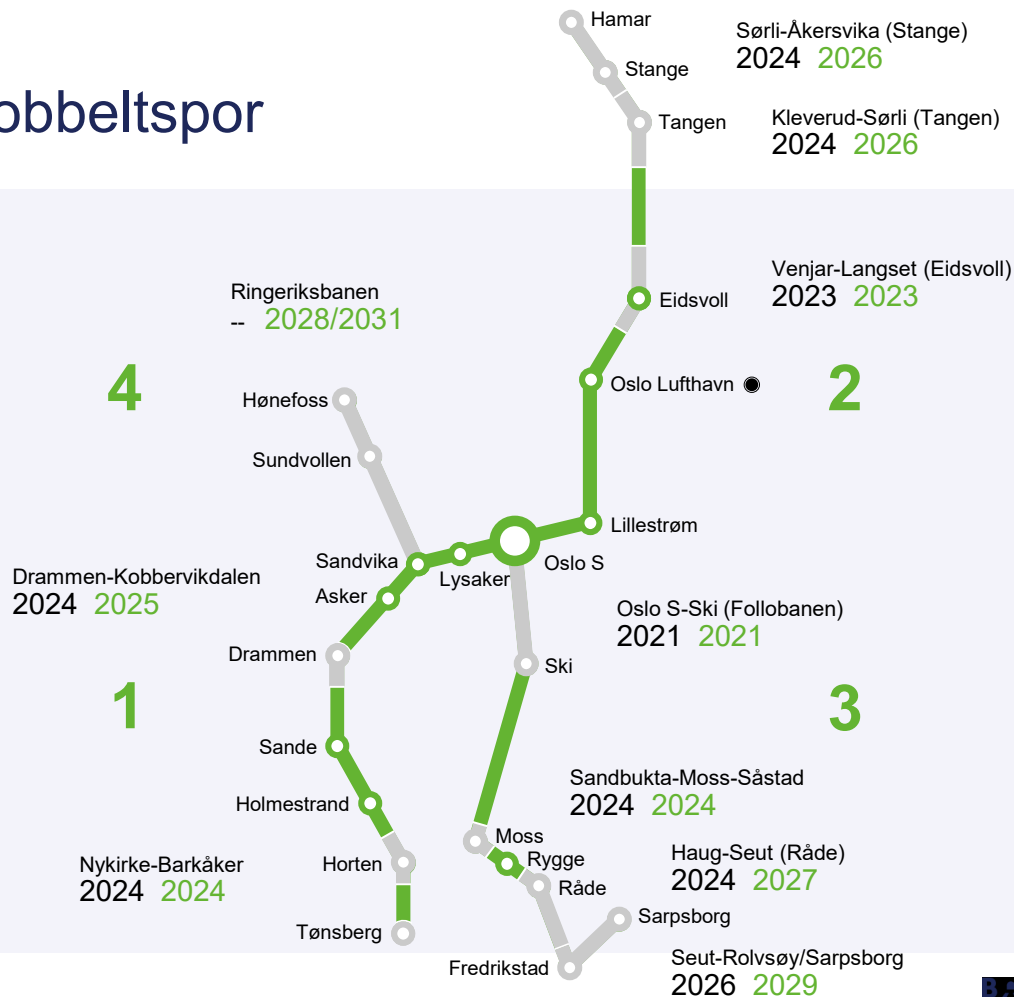 obbeltspor
Hamar
Stange
Tangen
Sørli-Åkersvika (Stange)
2024 2026
Kleverud-Sørli (Tangen)
2024 2026
Venjar-Langset (Eidsvoll)
2023 2023
Eidsvoll
Ringeriksbanen
-- 2028/2031
4
2
Oslo Lufthavn
Hønefoss
Sundvollen
Lillestrøm
Sandvika
Lysaker
Oslo S
Asker
Drammen-Kobbervikdalen
2024 2025
Oslo S-Ski (Follobanen)
2021 2021
Drammen
Ski
1
3
Sande
Holmestrand
Sandbukta-Moss-Såstad
2024 2024
Moss
Rygge
Råde
Haug-Seut (Råde)
2024 2027
Nykirke-Barkåker
2024 2024
Horten
Tønsberg
Sarpsborg
Fredrikstad
Seut-Rolvsøy/Sarpsborg
2026 2029